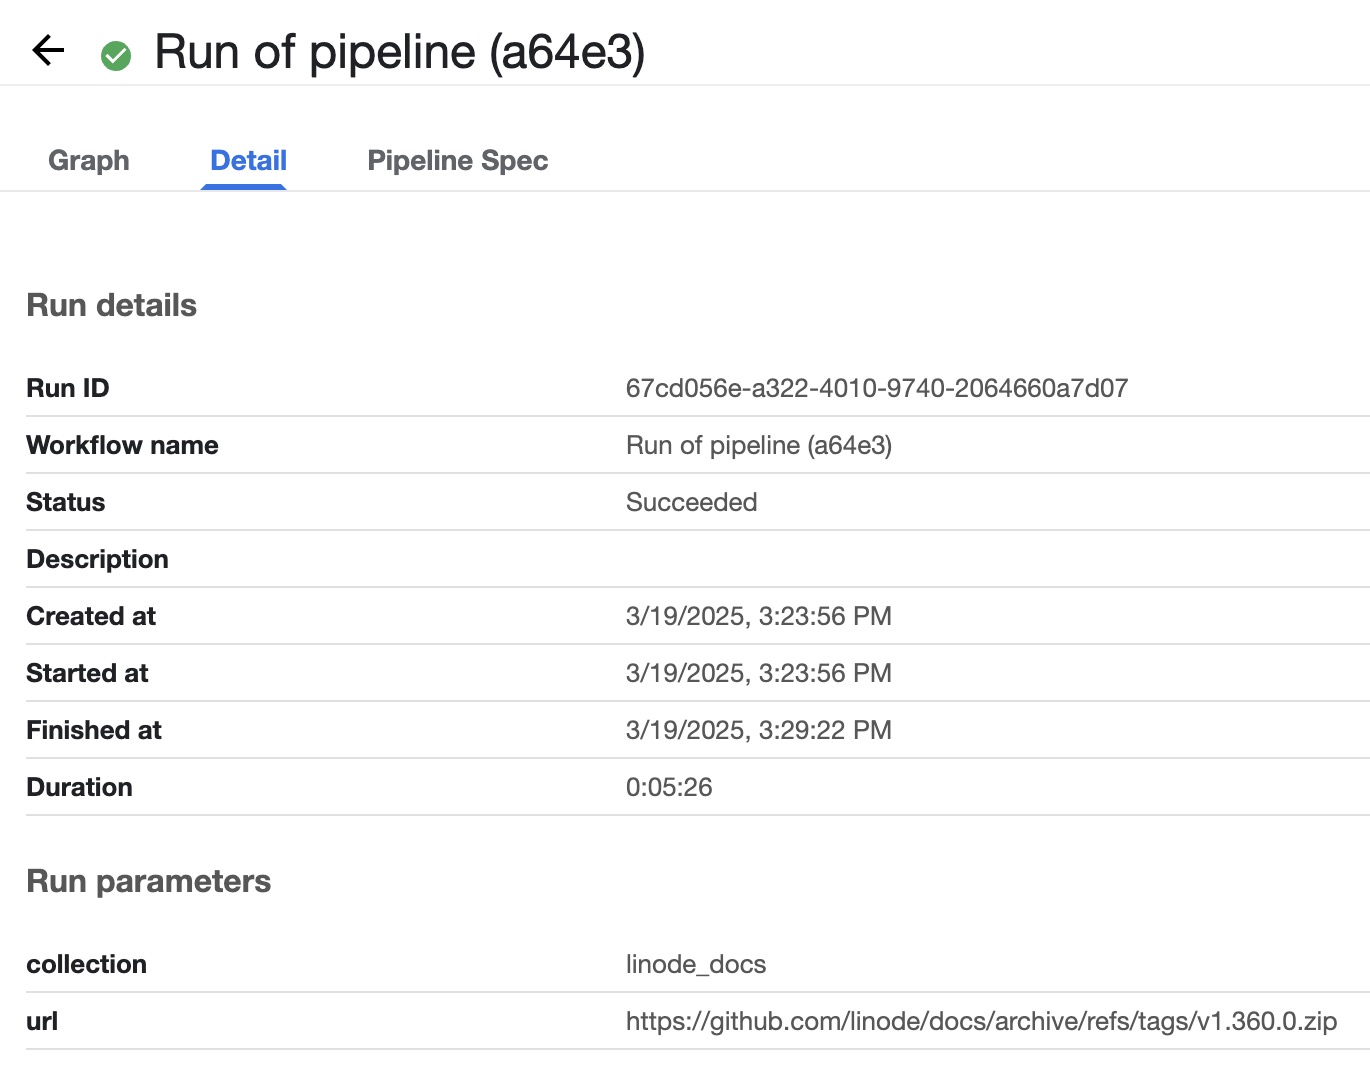 Run of pipeline (a64e3)
Graph Detail Pipeline Spec
Run details
Run ID 67cd056e-a322-4010-9740-2064660a7d07
Workflow name Run of pipeline (a64e3)
Status Succeeded
Description
Created at 3/19/2025, 3:23:56 PM
Started at 3/19/2025, 3:23:56 PM
Finished at 3/19/2025, 3:29:22 PM
Duration 0:05:26
Run parameters
collection linode_docs
url https://github.com/linode/docs/archive/refs/tags/v1.360.0.zip